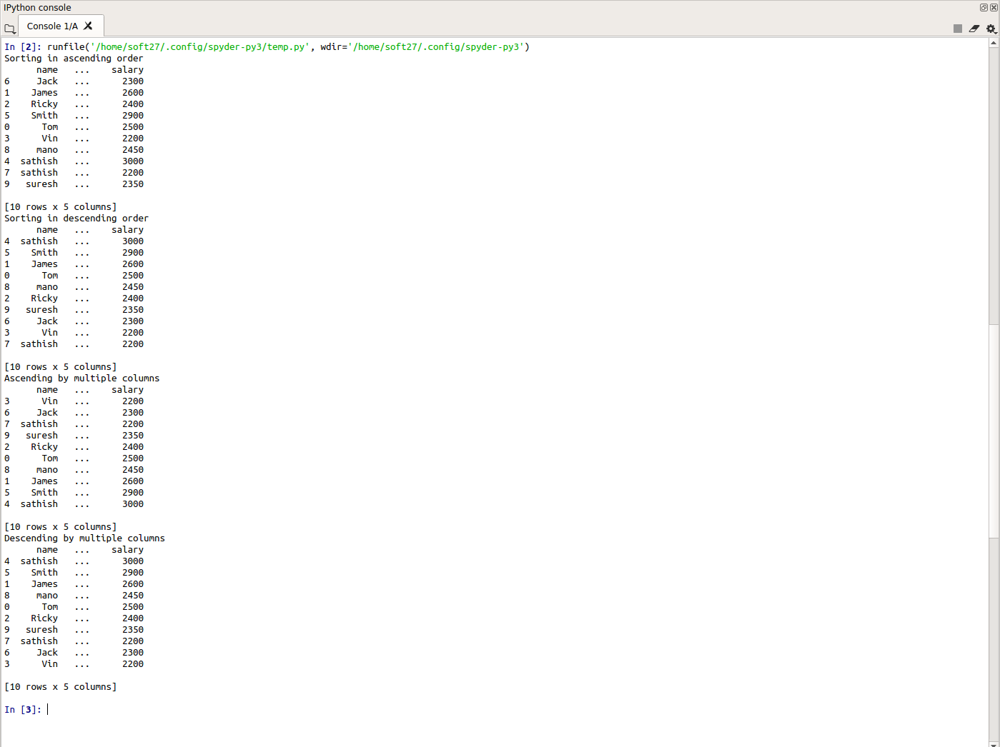 IPython console
Console 1/A
In [2]: runfile('/home/soft27/.config/spyder-py3/temp.py', wdir='/home/soft27/.config/spyder-py3')
Sorting in ascending order
      name   ...    salary
6     Jack   ...      2300
1    James   ...      2600
2    Ricky   ...      2400
5    Smith   ...      2900
0      Tom   ...      2500
3      Vin   ...      2200
8     mano   ...      2450
4  sathish   ...      3000
7  sathish   ...      2200
9   suresh   ...      2350
[10 rows x 5 columns]
Sorting in descending order
      name   ...    salary
4  sathish   ...      3000
5    Smith   ...      2900
1    James   ...      2600
0      Tom   ...      2500
8     mano   ...      2450
2    Ricky   ...      2400
9   suresh   ...      2350
6     Jack   ...      2300
3      Vin   ...      2200
7  sathish   ...      2200
[10 rows x 5 columns]
Ascending by multiple columns
      name   ...    salary
3      Vin   ...      2200
6     Jack   ...      2300
7  sathish   ...      2200
9   suresh   ...      2350
2    Ricky   ...      2400
0      Tom   ...      2500
8     mano   ...      2450
1    James   ...      2600
5    Smith   ...      2900
4  sathish   ...      3000
[10 rows x 5 columns]
Descending by multiple columns
      name   ...    salary
4  sathish   ...      3000
5    Smith   ...      2900
1    James   ...      2600
8     mano   ...      2450
0      Tom   ...      2500
2    Ricky   ...      2400
9   suresh   ...      2350
7  sathish   ...      2200
6     Jack   ...      2300
3      Vin   ...      2200
[10 rows x 5 columns]
In [3]: